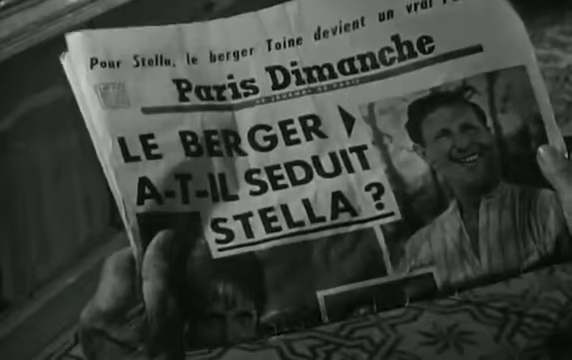 Pour Stella, le berger Toine devient un vrai
Paris Dimanche
LE BERGER
A-T-IL SEDUIT
STELLA ?